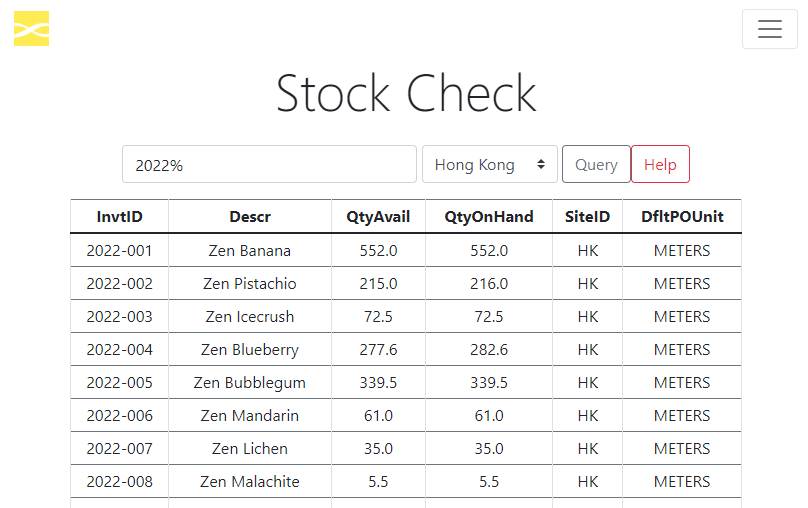 Stock Check
2022% Hong Kong Query Help
InvtID Descr QtyAvail QtyOnHand SiteID DfltPOUnit
2022-001 Zen Banana 552.0 552.0 HK METERS
2022-002 Zen Pistachio 215.0 216.0 HK METERS
2022-003 Zen Icecrush 72.5 72.5 HK METERS
2022-004 Zen Blueberry 277.6 282.6 HK METERS
2022-005 Zen Bubblegum 339.5 339.5 HK METERS
2022-006 Zen Mandarin 61.0 61.0 HK METERS
2022-007 Zen Lichen 35.0 35.0 HK METERS
2022-008 Zen Malachite 5.5 5.5 HK METERS